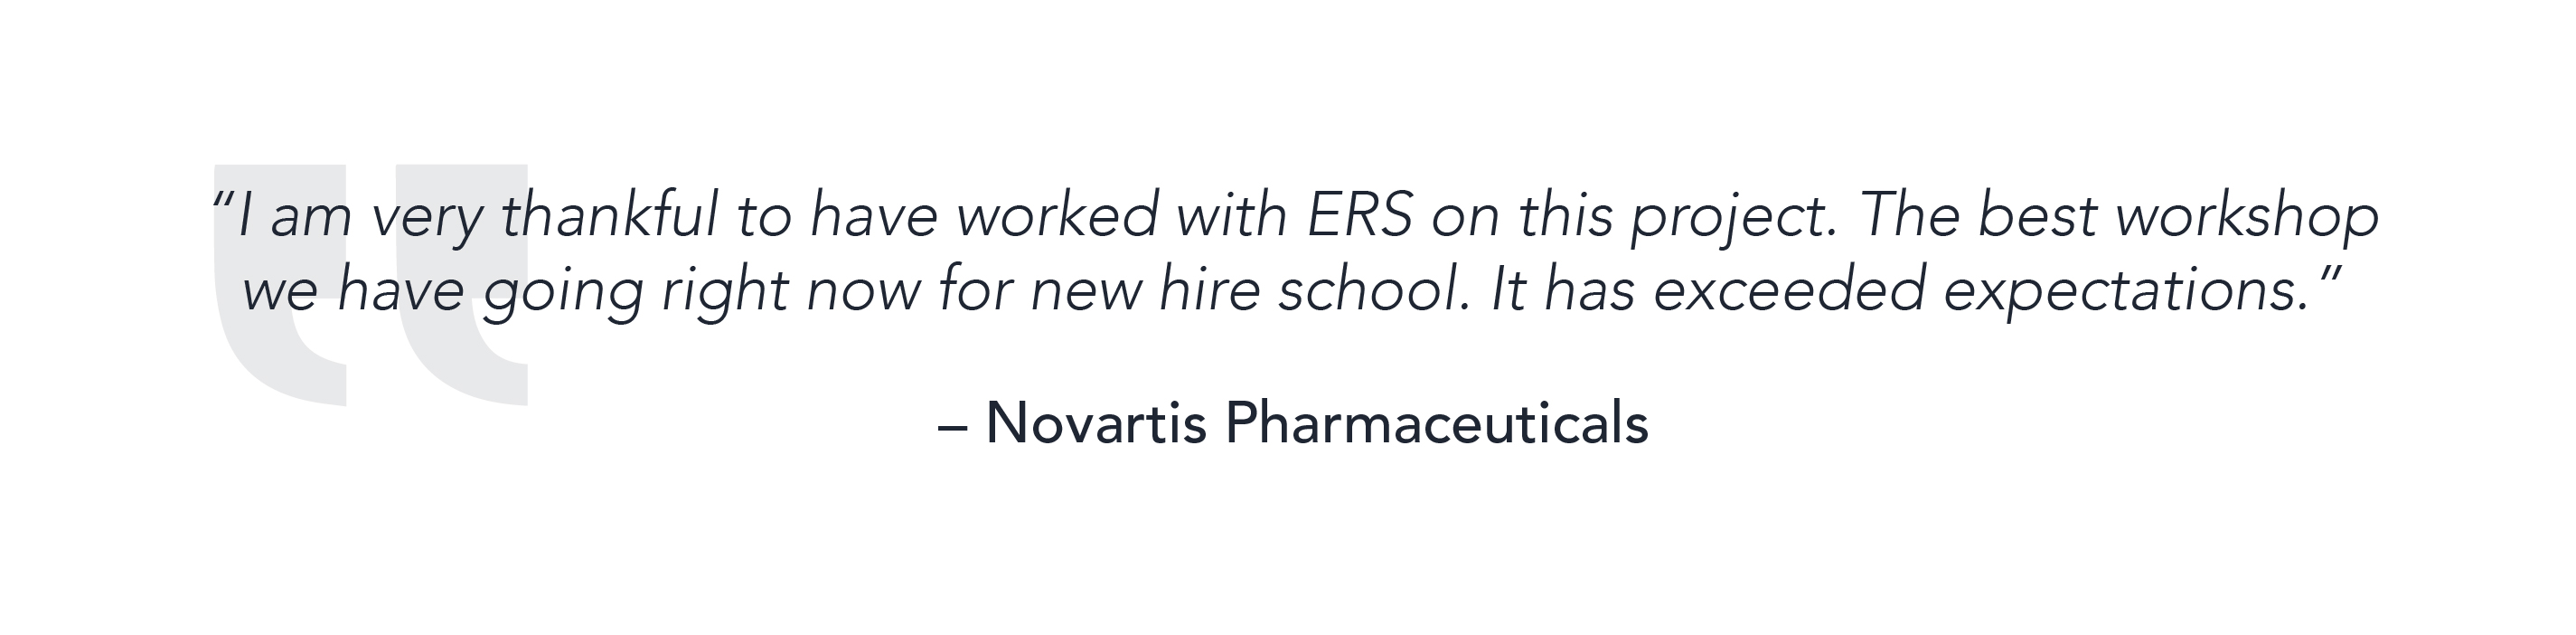 “I am very thankful to have worked with ERS on this project. The best workshop
we have going right now for new hire school. It has exceeded expectations.”
– Novartis Pharmaceuticals